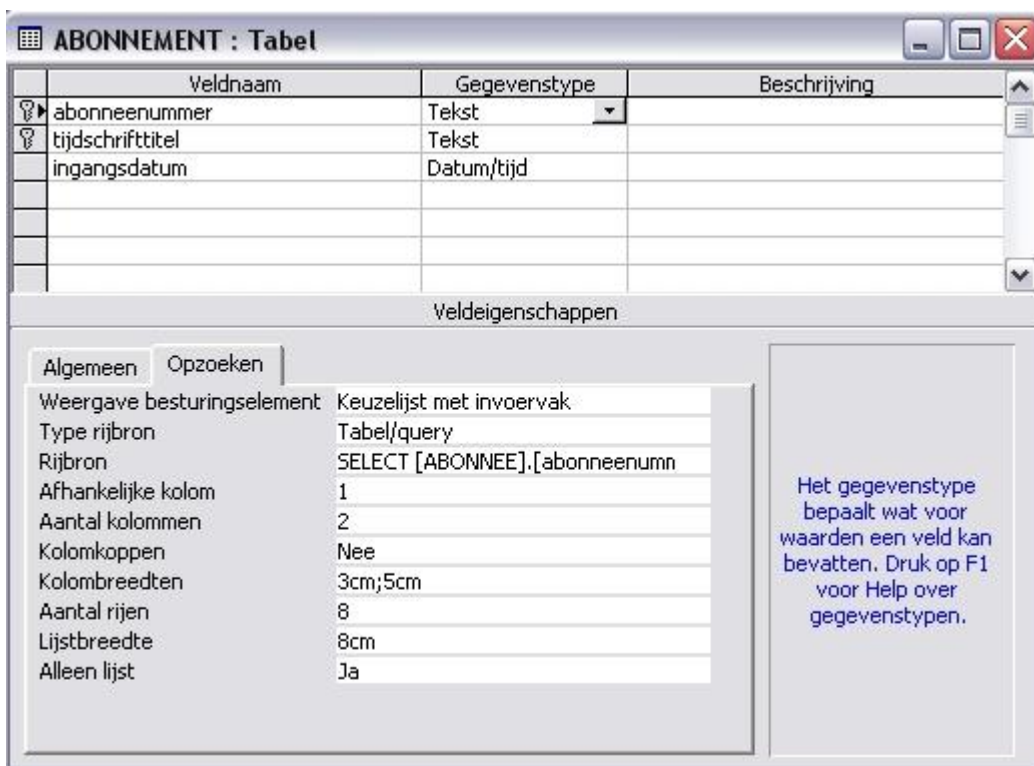 ABONNEMENT : Tabel
Veldnaam Gegevenstype Beschrijving
abonneenummer Tekst
tijdschrifttitel Tekst
ingangsdatum Datum/tijd
Veldeigenschappen
Algemeen Opzoeken
Weergave besturingselement Keuzelijst met invoervak
Type rijbron Tabel/query
Rijbron SELECT [ABONNEE].[abonneenumn
Afhankelijke kolom 1
Aantal kolommen 2
Kolomkoppen Nee
Kolombreedten 3cm;5cm
Aantal rijen 8
Lijstbreedte 8cm
Alleen lijst Ja
Het gegevenstype
bepaalt wat voor
waarden een veld kan
bevatten. Druk op F1
voor Help over
gegevenstypen.